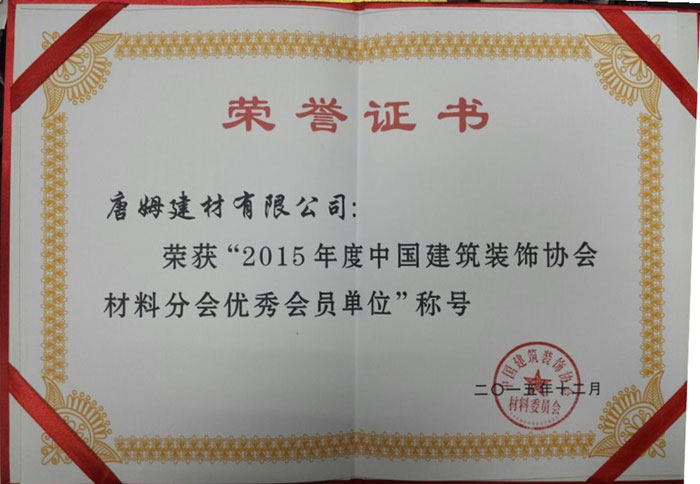 荣誉证书
唐姆建材有限公司:
荣获“2015年度中国建筑装饰协会
材料分会优秀会员单位”称号
二〇一五年十二月
中国建筑装饰协会
材料委员会